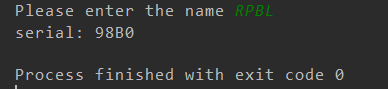 Please enter the name RPBL
serial: 98B0
Process finished with exit code 0